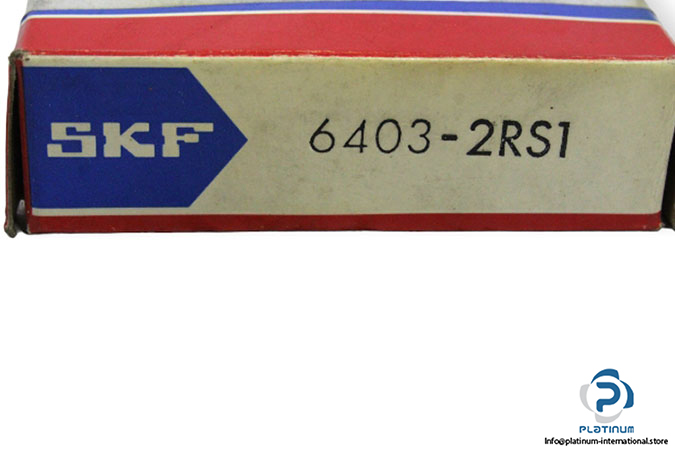 SKF 6403-2RS1
P
PLATINUM
Info@platinum-international.store